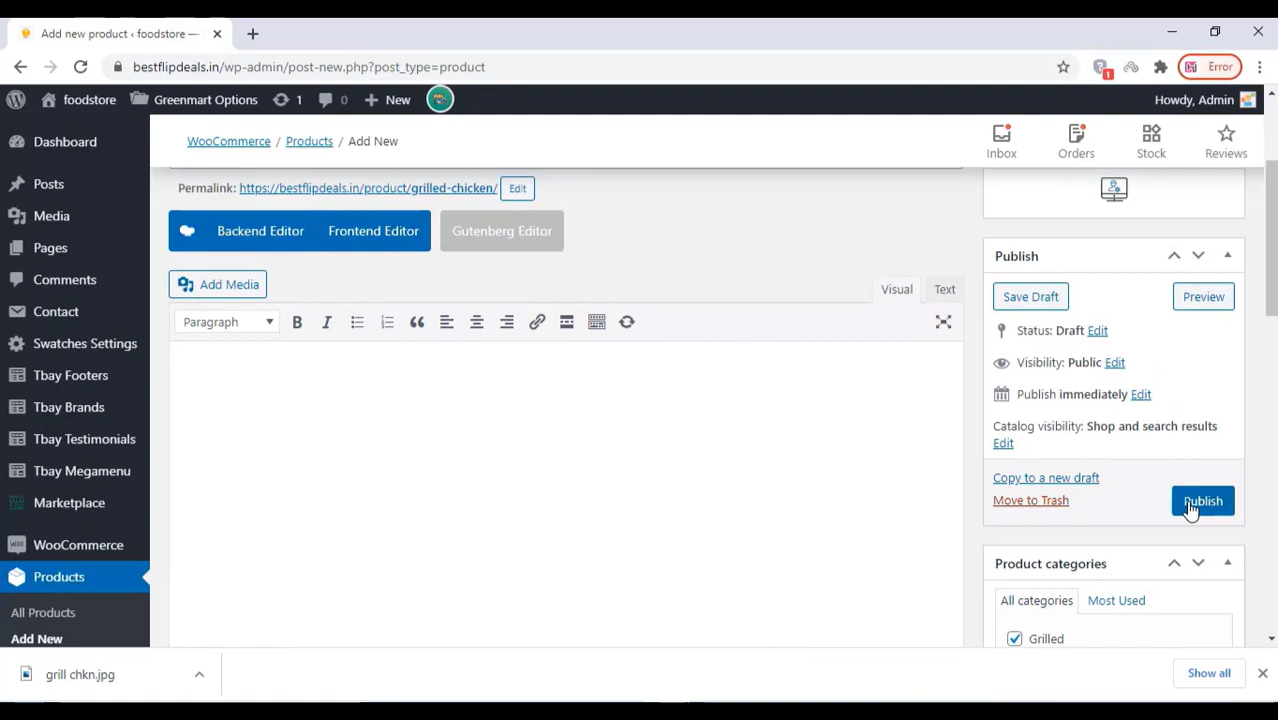 Add new product ‹ foodstore —
bestflipdeals.in/wp-admin/post-new.php?post_type=product
1
Error
foodstore
Greenmart Options
1
0
New
Howdy, Admin
WooCommerce / Products / Add New
Inbox
Orders
Stock
Reviews
Dashboard
Posts
Media
Pages
Comments
Contact
Swatches Settings
Tbay Footers
Tbay Brands
Tbay Testimonials
Tbay Megamenu
Marketplace
WooCommerce
Products
All Products
Add New
Permalink: https://bestflipdeals.in/product/grilled-chicken/ Edit
Backend Editor
Frontend Editor
Gutenberg Editor
Add Media
Visual
Text
Paragraph
Publish
Save Draft
Preview
Status: Draft Edit
Visibility: Public Edit
Publish immediately Edit
Catalog visibility: Shop and search results
Edit
Copy to a new draft
Move to Trash
Publish
Product categories
All categories
Most Used
Grilled
grill chkn.jpg
Show all